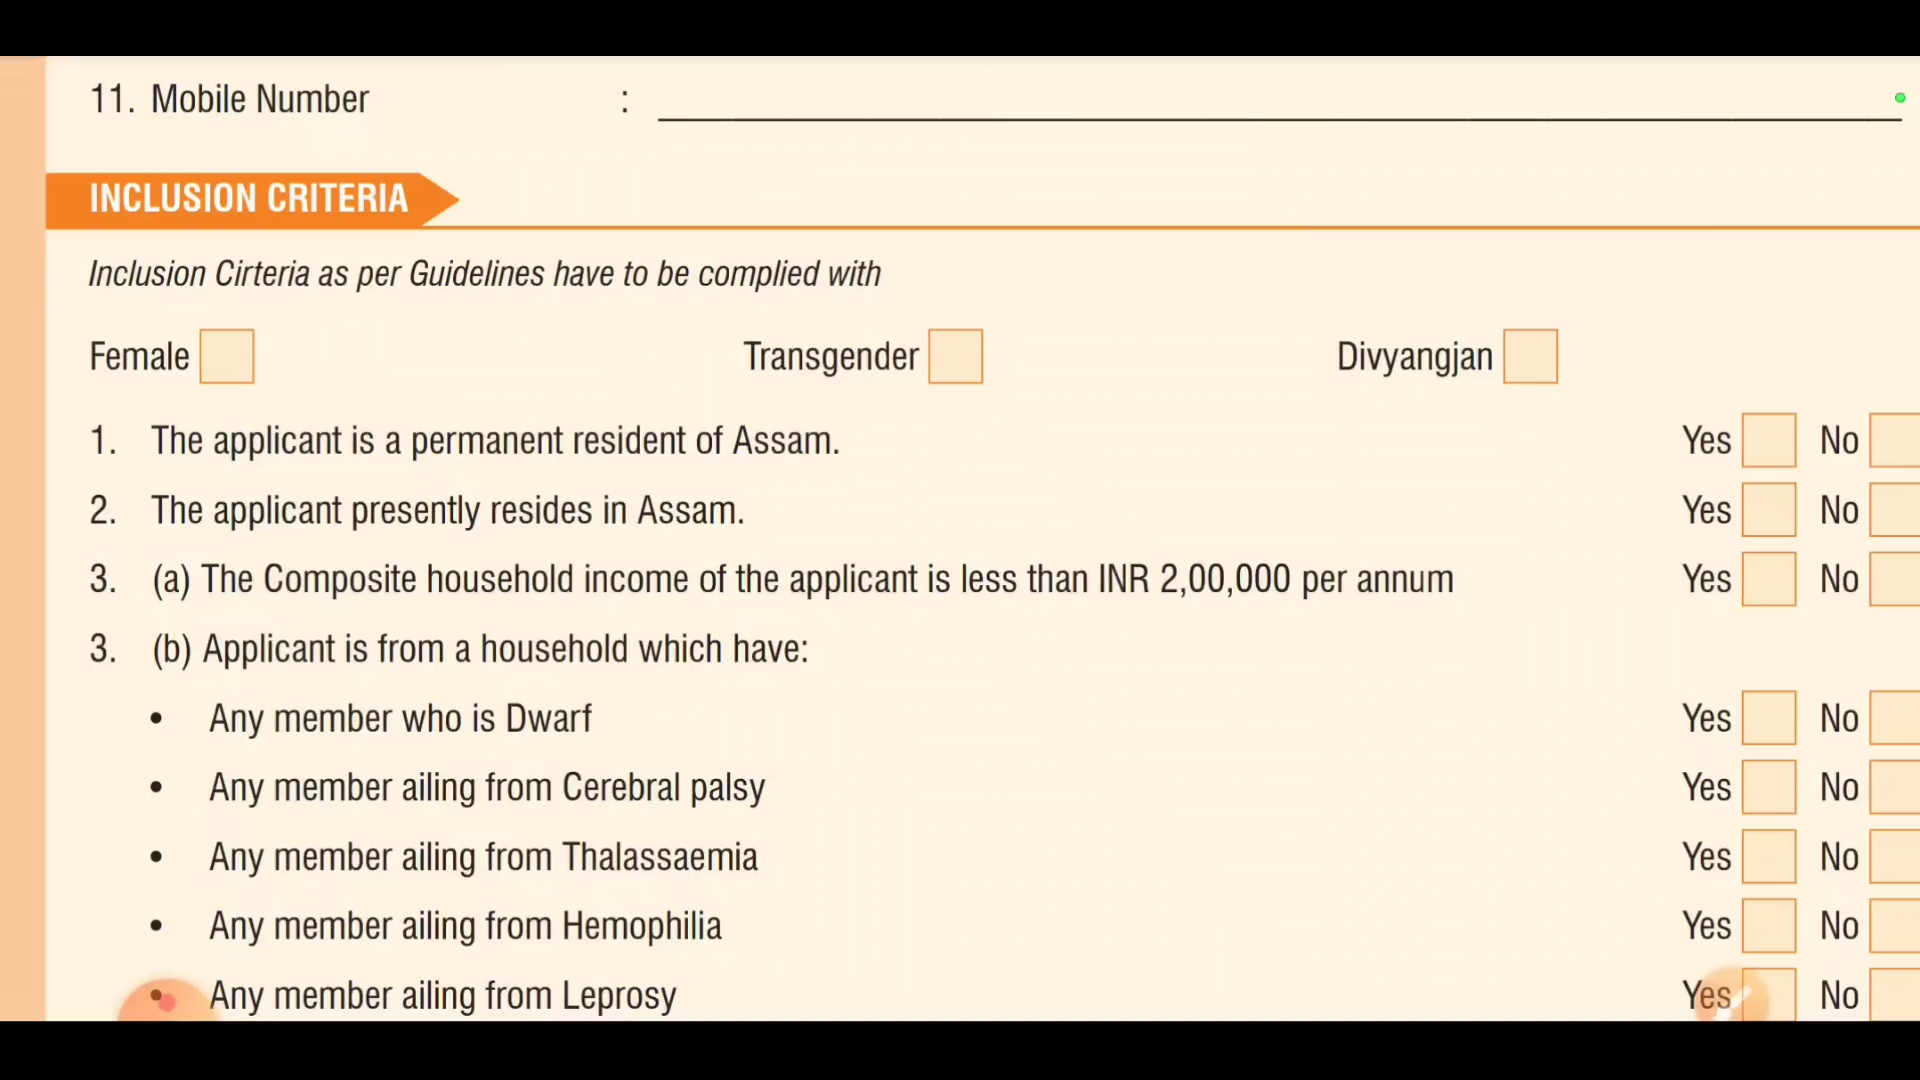 11. Mobile Number : 
INCLUSION CRITERIA
Inclusion Cirteria as per Guidelines have to be complied with
Female Transgender Divyangjan
1. The applicant is a permanent resident of Assam. Yes No
2. The applicant presently resides in Assam. Yes No
3. (a) The Composite household income of the applicant is less than INR 2,00,000 per annum Yes No
3. (b) Applicant is from a household which have:
• Any member who is Dwarf Yes No
• Any member ailing from Cerebral palsy Yes No
• Any member ailing from Thalassaemia Yes No
• Any member ailing from Hemophilia Yes No
• Any member ailing from Leprosy Yes No